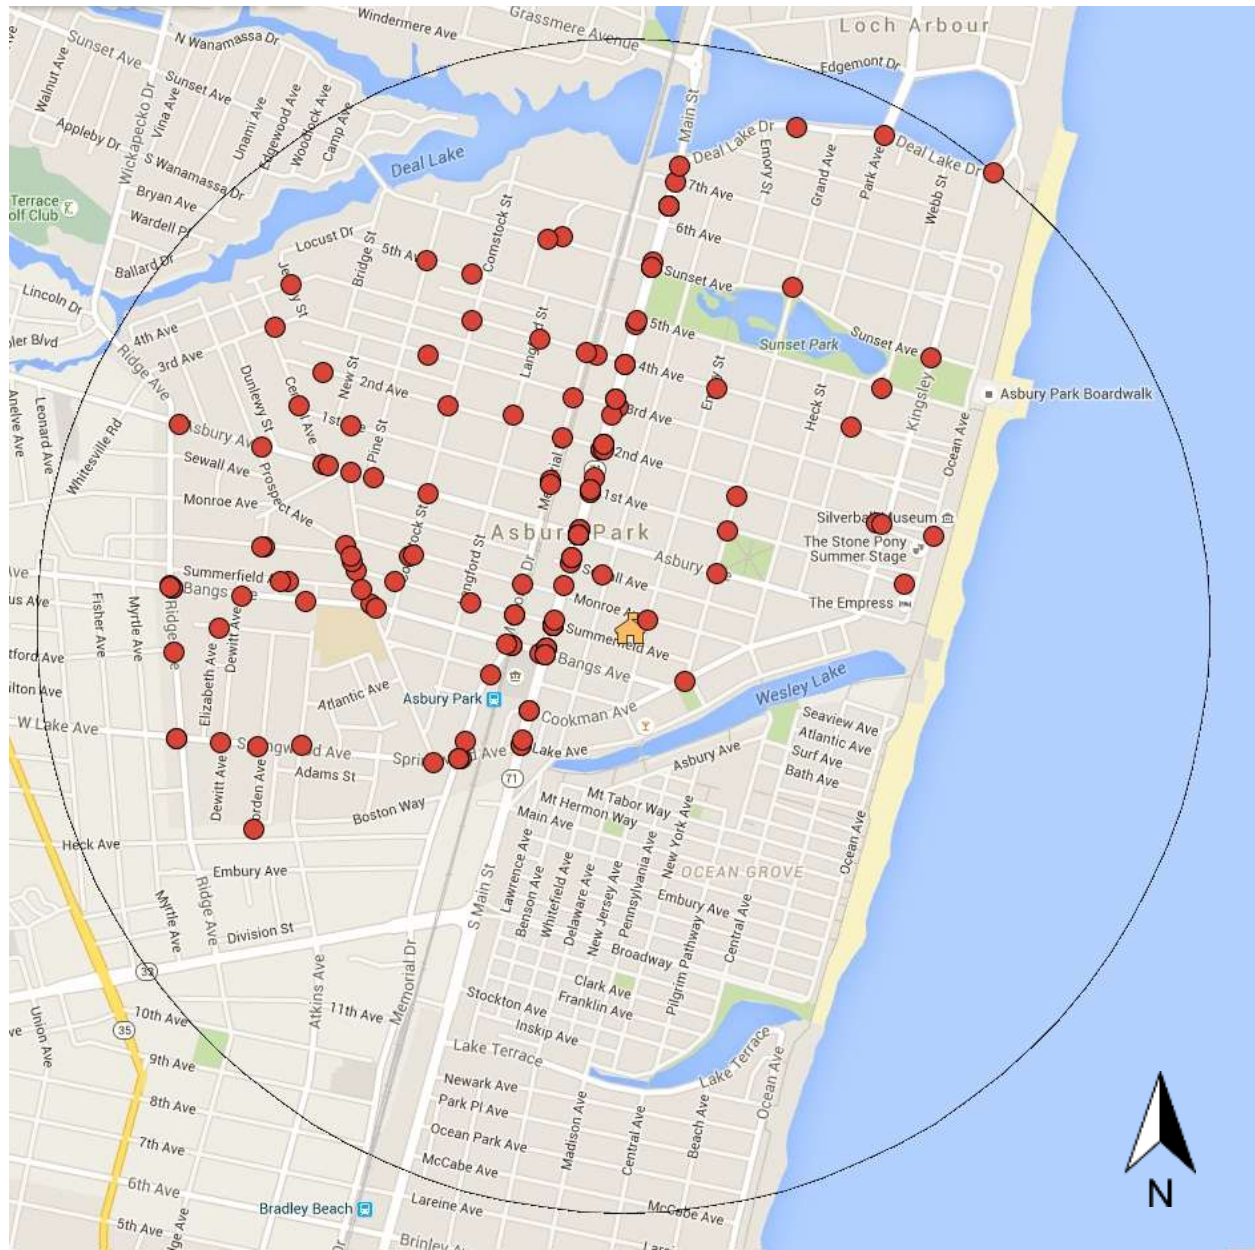 Windermere Ave
Grassmere Avenue
Loch Arbour
N Wanamassa Dr
Sunset Ave
Edgemont Dr
Walnut Ave
Wickapecko Dr
Vina Ave
Sunset Ave
Unami Ave
Edgewood Ave
Woodlock Ave
Camp Ave
Main St
Appleby Dr
Deal Lake Dr
Emory St
Grand Ave
Park Ave
Deal Lake Dr
S Wanamassa Dr
Deal Lake
Bryan Ave
7th Ave
Webb St
Terrace
olf Club
Wardell Pl
Comstock St
6th Ave
Locust Dr
Bridge St
5th Av
Ballard Dr
Sunset Ave
Lincoln Dr
4th Ave
5th Ave
Sunset Ave
ler Blvd
3rd Ave
Ridge Ave
Sunset Park
4th Ave
2nd Ave
New St
Dunlewy St
Asbury Park Boardwalk
Anelve Ave
Leonard Ave
Whitesville Rd
3rd Ave
Heck St
Kingsley
Ocean Ave
Asbury Av
Pine St
2nd Ave
Sewall Ave
Prospect Ave
Monroe Ave
1st Ave
Silverball Museum
Asbury Park
The Stone Pony
Summer Stage
Asbury
Summerfield
Bangs Ave
Monroe
The Empress
Fisher Ave
Myrtle Ave
Ridge
Dewitt Ave
Elizabeth Ave
Summerfield Ave
Bangs Ave
Atlantic Ave
Asbury Park
Wesley Lake
Cookman Ave
Seaview Ave
Atlantic Ave
Surf Ave
Bath Ave
W Lake Ave
Springwood Ave
Lake Ave
Asbury Ave
Adams St
Dewitt Ave
71
Mt Tabor Way
Mt Hermon Way
Main Ave
Boston Way
New York Ave
Ocean Ave
Heck Ave
Lawrence Ave
Benson Ave
Whitefield Ave
Delaware Ave
New Jersey Ave
Pennsylvania Ave
OCEAN GROVE
Embury Ave
S Main St
Embury Ave
Central Ave
Myrtle Ave
Ridge Ave
Division St
Broadway
Pilgrim Pathway
33
Memorial Dr
Clark Ave
Franklin Ave
Stockton Ave
Atkins Ave
10th Ave
11th Ave
Inskip Ave
Union Ave
35
9th Ave
Lake Terrace
Lake Terrace
Ocean Ave
Newark Ave
8th Ave
Park Pl Ave
Madison Ave
Central Ave
Beach Ave
Ocean Park Ave
7th Ave
McCabe Ave
6th Ave
Lareine Ave
McCabe Ave
N
Bradley Beach
5th Ave
Brinley Av